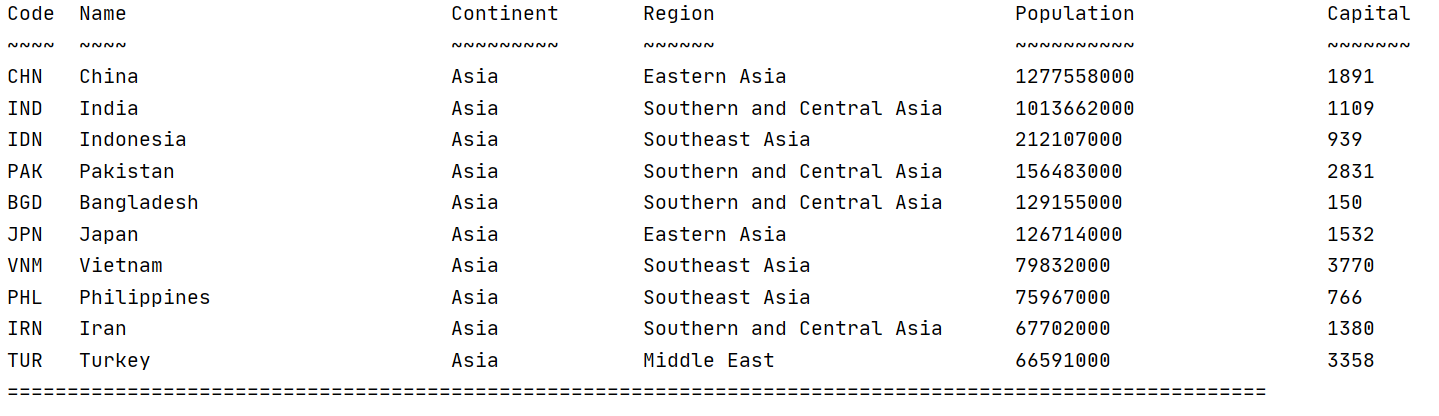 Code  Name                           Continent       Region                         Population                Capital
~~~~  ~~~~                           ~~~~~~~~~       ~~~~~~                         ~~~~~~~~~~                ~~~~~~~
CHN   China                          Asia            Eastern Asia                   1277558000                1891
IND   India                          Asia            Southern and Central Asia      1013662000                1109
IDN   Indonesia                      Asia            Southeast Asia                 212107000                 939
PAK   Pakistan                       Asia            Southern and Central Asia      156483000                 2831
BGD   Bangladesh                     Asia            Southern and Central Asia      129155000                 150
JPN   Japan                          Asia            Eastern Asia                   126714000                 1532
VNM   Vietnam                        Asia            Southeast Asia                 79832000                  3770
PHL   Philippines                    Asia            Southeast Asia                 75967000                  766
IRN   Iran                           Asia            Southern and Central Asia      67702000                  1380
TUR   Turkey                         Asia            Middle East                    66591000                  3358
=========================================================================================================